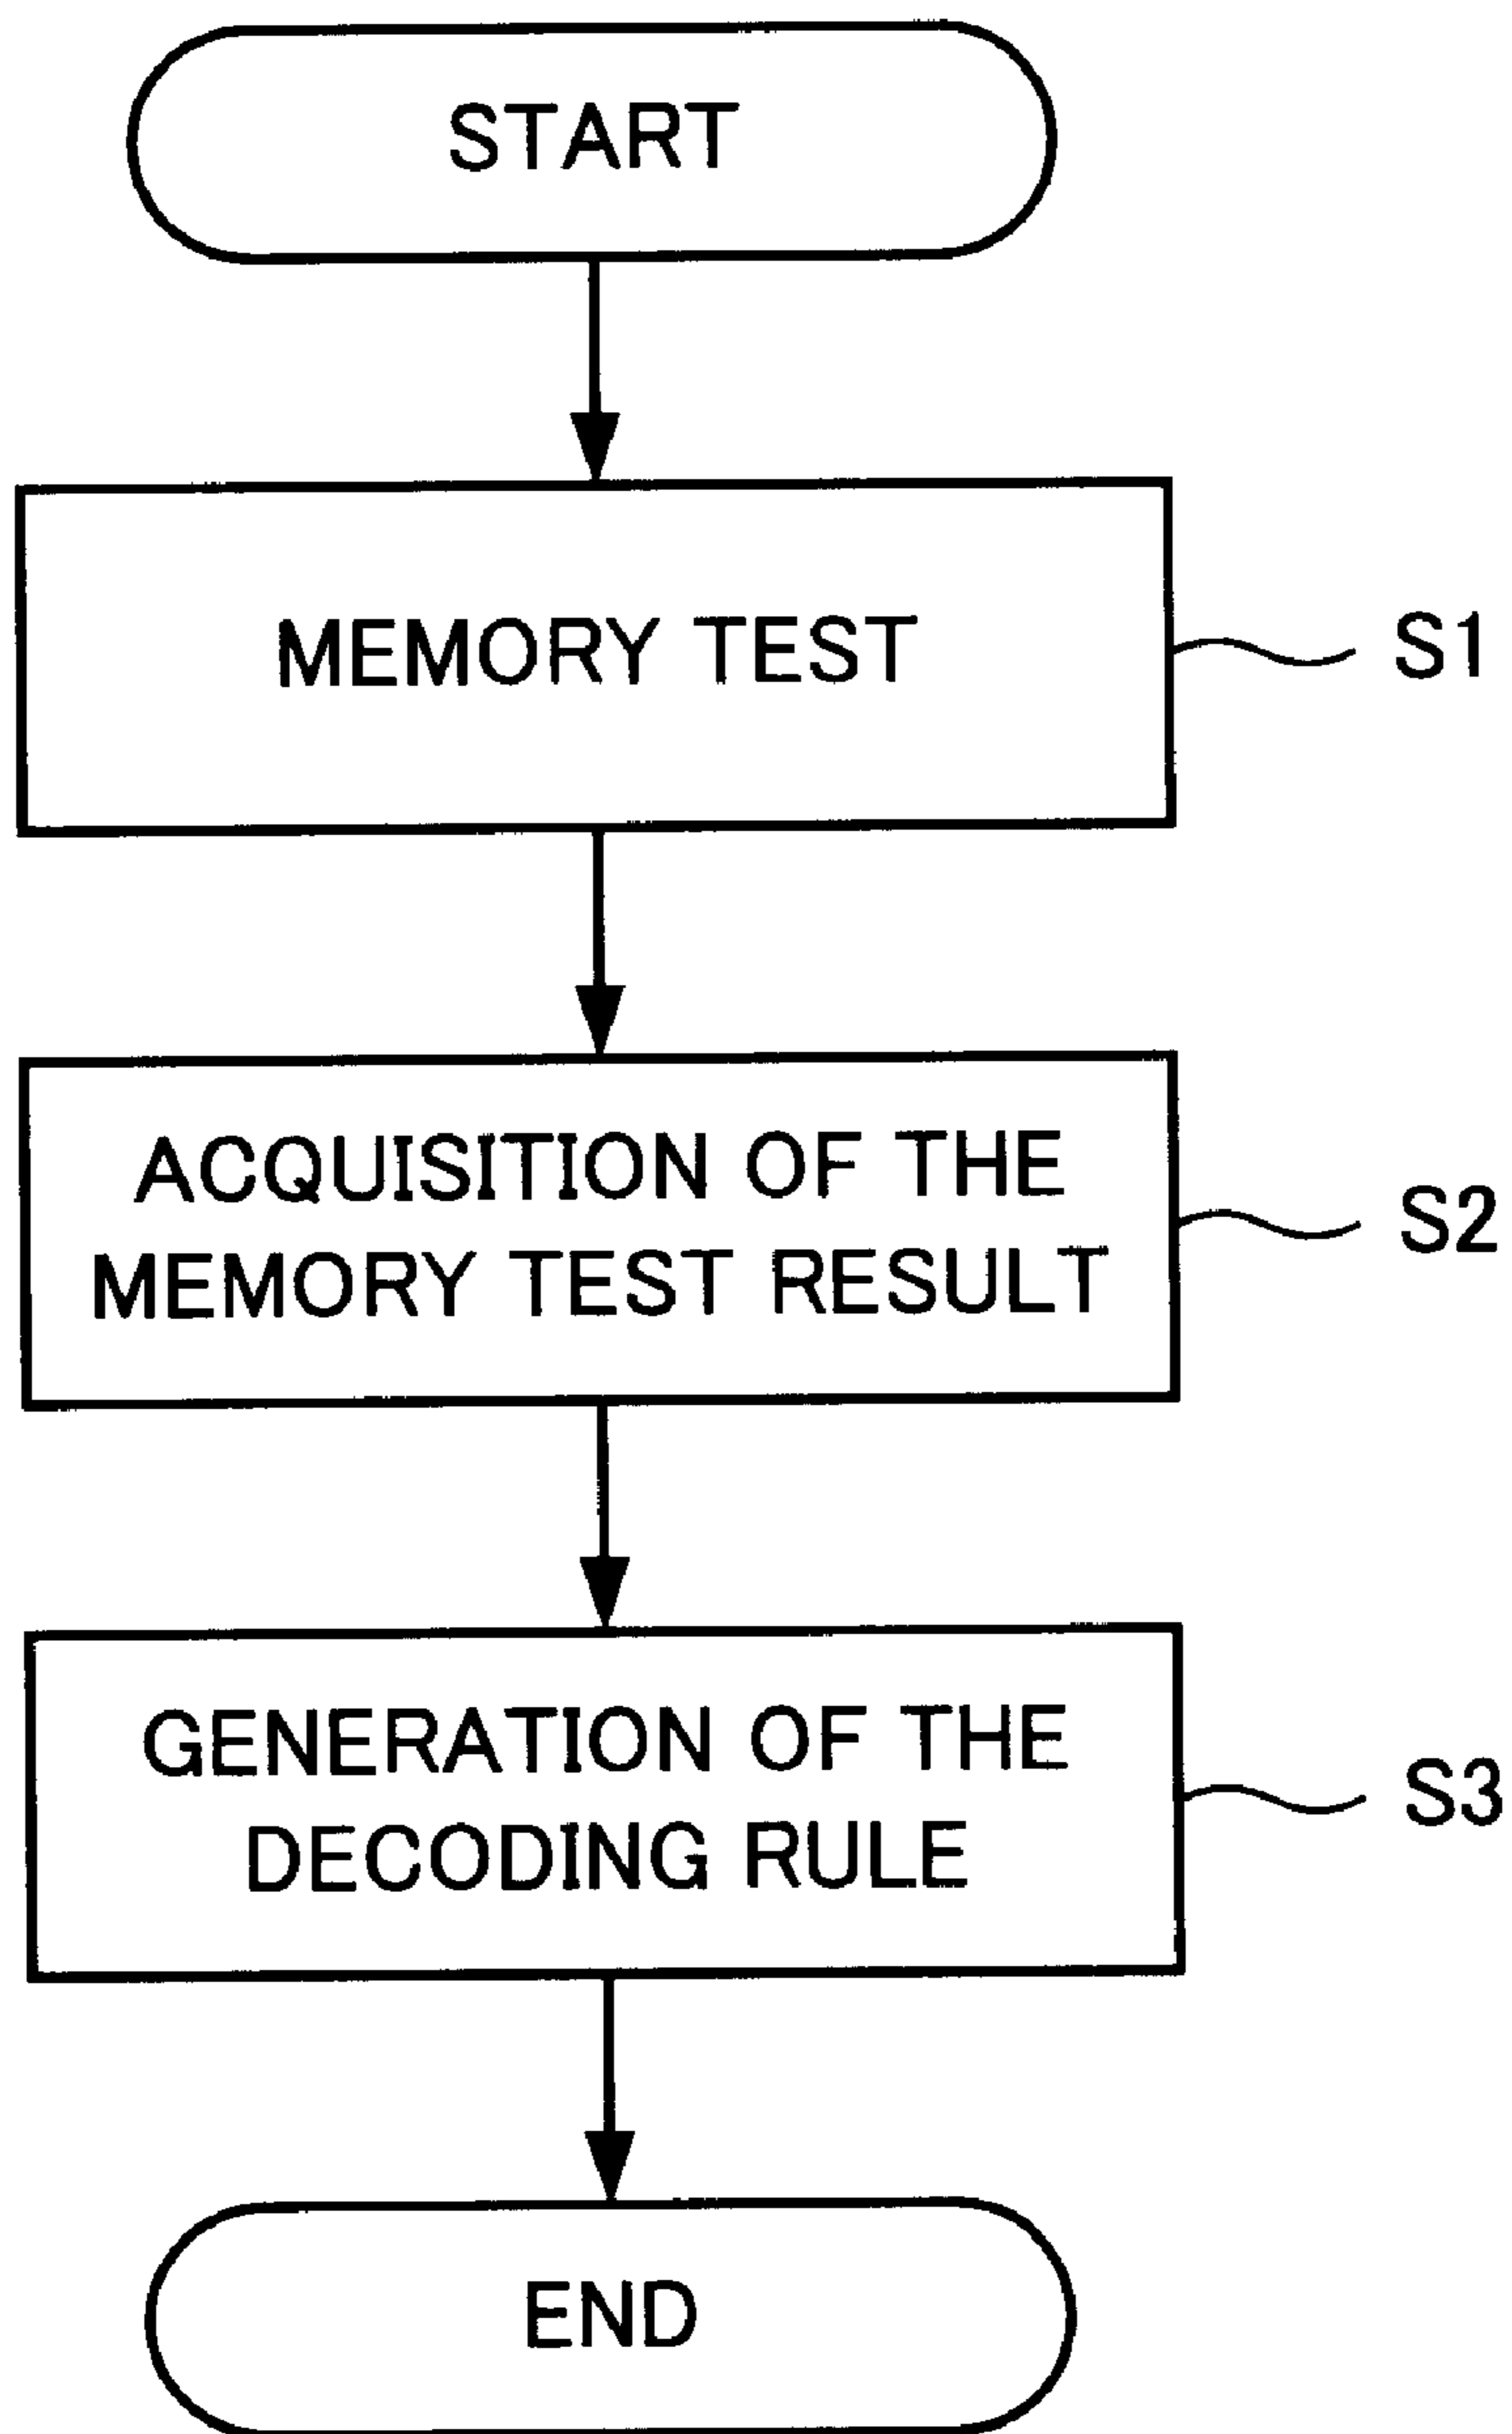 START
MEMORY TEST
S1
ACQUISITION OF THE
MEMORY TEST RESULT
S2
GENERATION OF THE
DECODING RULE
S3
END